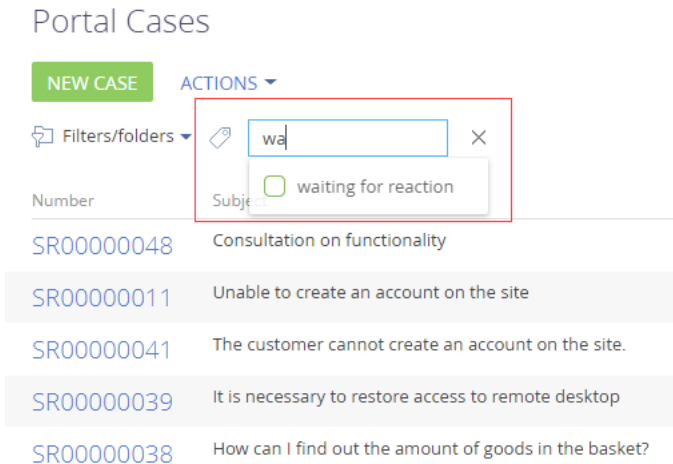 Portal Cases
NEW CASE ACTIONS
Filters/folders wa
waiting for reaction
Number Subject
SR00000048 Consultation on functionality
SR00000011 Unable to create an account on the site
SR00000041 The customer cannot create an account on the site.
SR00000039 It is necessary to restore access to remote desktop
SR00000038 How can I find out the amount of goods in the basket?